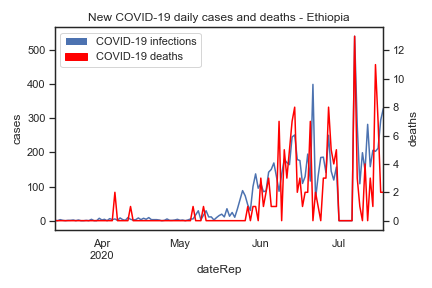 New COVID-19 daily cases and deaths - Ethiopia
COVID-19 infections
COVID-19 deaths
500
400
300
200
100
0
cases
12
10
8
6
4
2
0
deaths
Apr
2020
May
Jun
Jul
dateRep